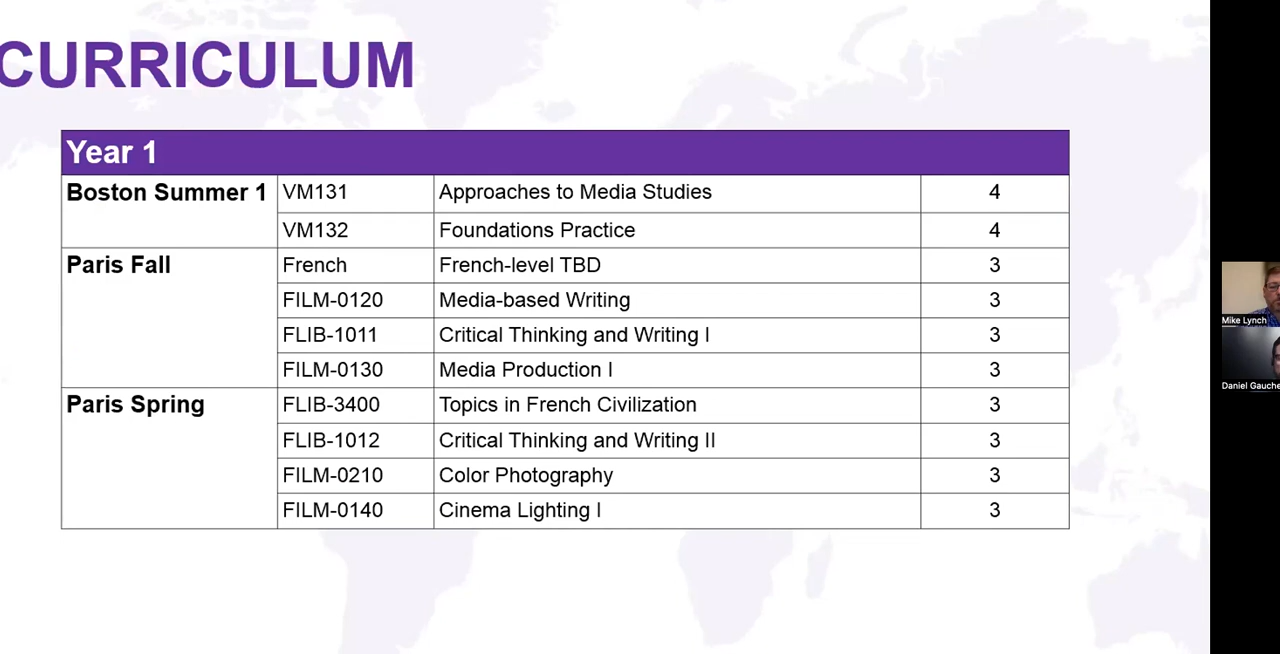 CURRICULUM
Year 1
Boston Summer 1 VM131 Approaches to Media Studies 4
VM132 Foundations Practice 4
Paris Fall French French-level TBD 3
FILM-0120 Media-based Writing 3
FLIB-1011 Critical Thinking and Writing I 3
FILM-0130 Media Production I 3
Paris Spring FLIB-3400 Topics in French Civilization 3
FLIB-1012 Critical Thinking and Writing II 3
FILM-0210 Color Photography 3
FILM-0140 Cinema Lighting I 3
Mike Lynch
Daniel Gauche